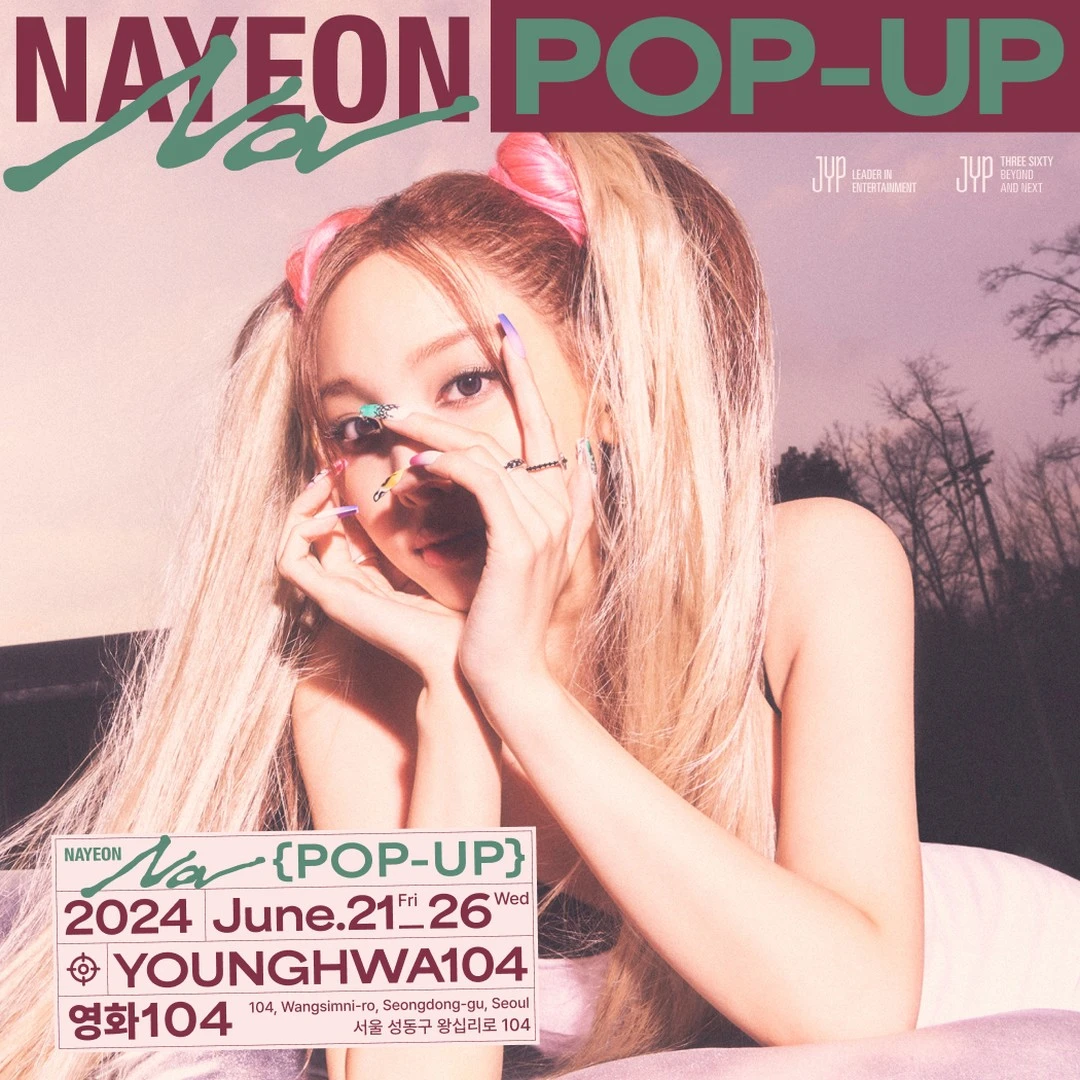 NAYEON POP-UP
Na
JYP LEADER IN ENTERTAINMENT
JYP THREE SIXTY BEYOND AND NEXT
NAYEON Na {POP-UP}
2024 June.21 Fri _ 26 Wed
YOUNGHWA104
영화104
104, Wangsimni-ro, Seongdong-gu, Seoul
서울 성동구 왕십리로 104